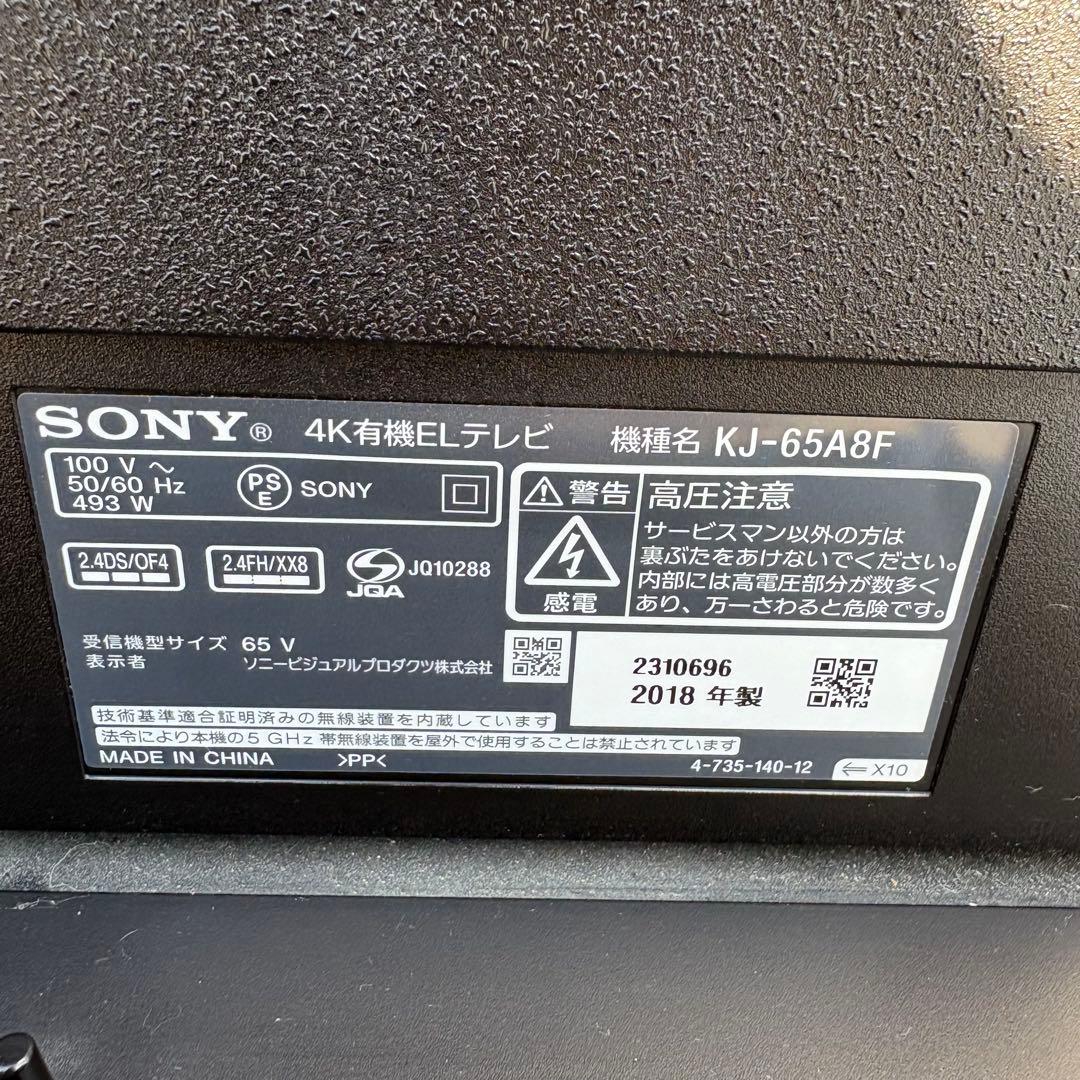 SONY® 4K有機ELテレビ 機種名 KJ-65A8F
100 V ～
50/60 Hz
493 W
PS
E
SONY
警告 高圧注意
感電
サービスマン以外の方は
裏ぶたをあけないでください。
内部には高電圧部分が数多く
あり、万一さわると危険です。
2.4DS/OF4
2.4FH/XX8
JQA
JQ10288
受信機型サイズ 65 V
表示者 ソニービジュアルプロダクツ株式会社
2310696
2018 年製
技術基準適合証明済みの無線装置を内蔵しています
法令により本機の5 GHz 帯無線装置を屋外で使用することは禁止されています
MADE IN CHINA >PP< 4-735-140-12 ⇐ X10